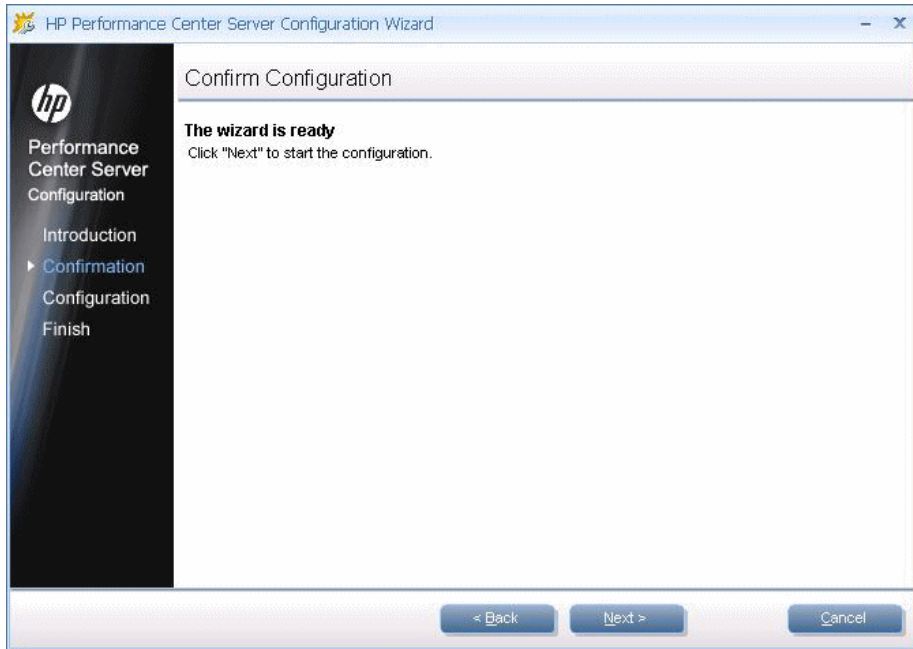 HP Performance Center Server Configuration Wizard
hp
Performance
Center Server
Configuration
Introduction
Confirmation
Configuration
Finish
Confirm Configuration
The wizard is ready
Click "Next" to start the configuration.
< Back
Next >
Cancel